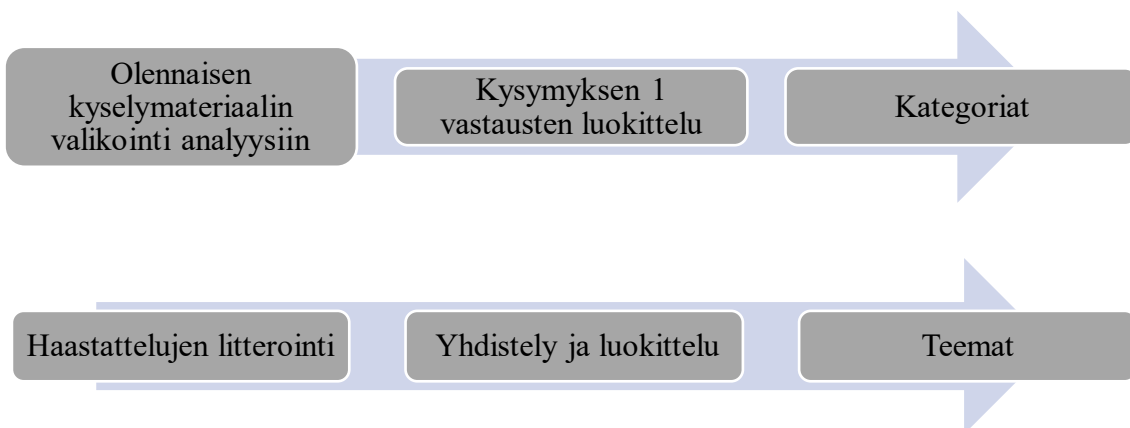 Olennaisen
kyselymateriaalin
valikointi analyysiin
Kysymyksen 1
vastausten luokittelu
Kategoriat
Haastattelujen litterointi
Yhdistely ja luokittelu
Teemat